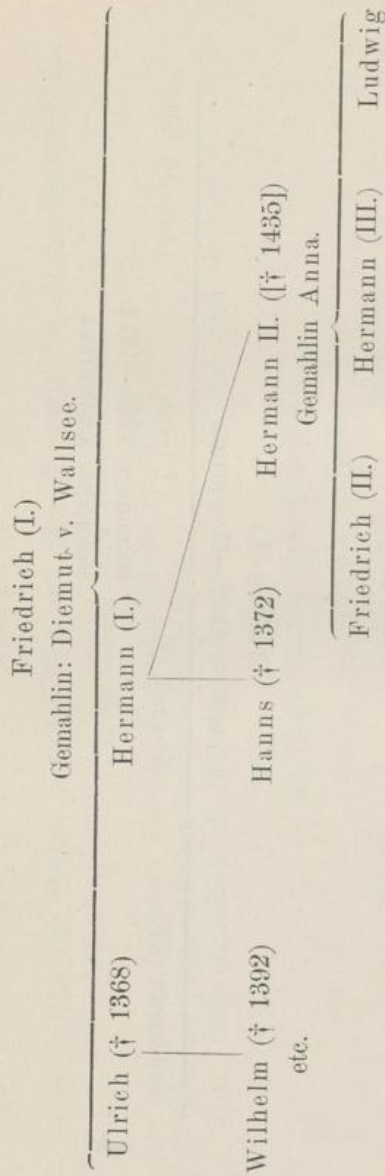 Friedrich (I.)
Gemahlin: Diemut v. Wallsee.
Ulrich († 1368) Hermann (I.)
Wilhelm († 1392) Hanns († 1372) Hermann II. ([† 1435])
etc. Gemahlin Anna.
Friedrich (II.) Hermann (III.) Ludwig